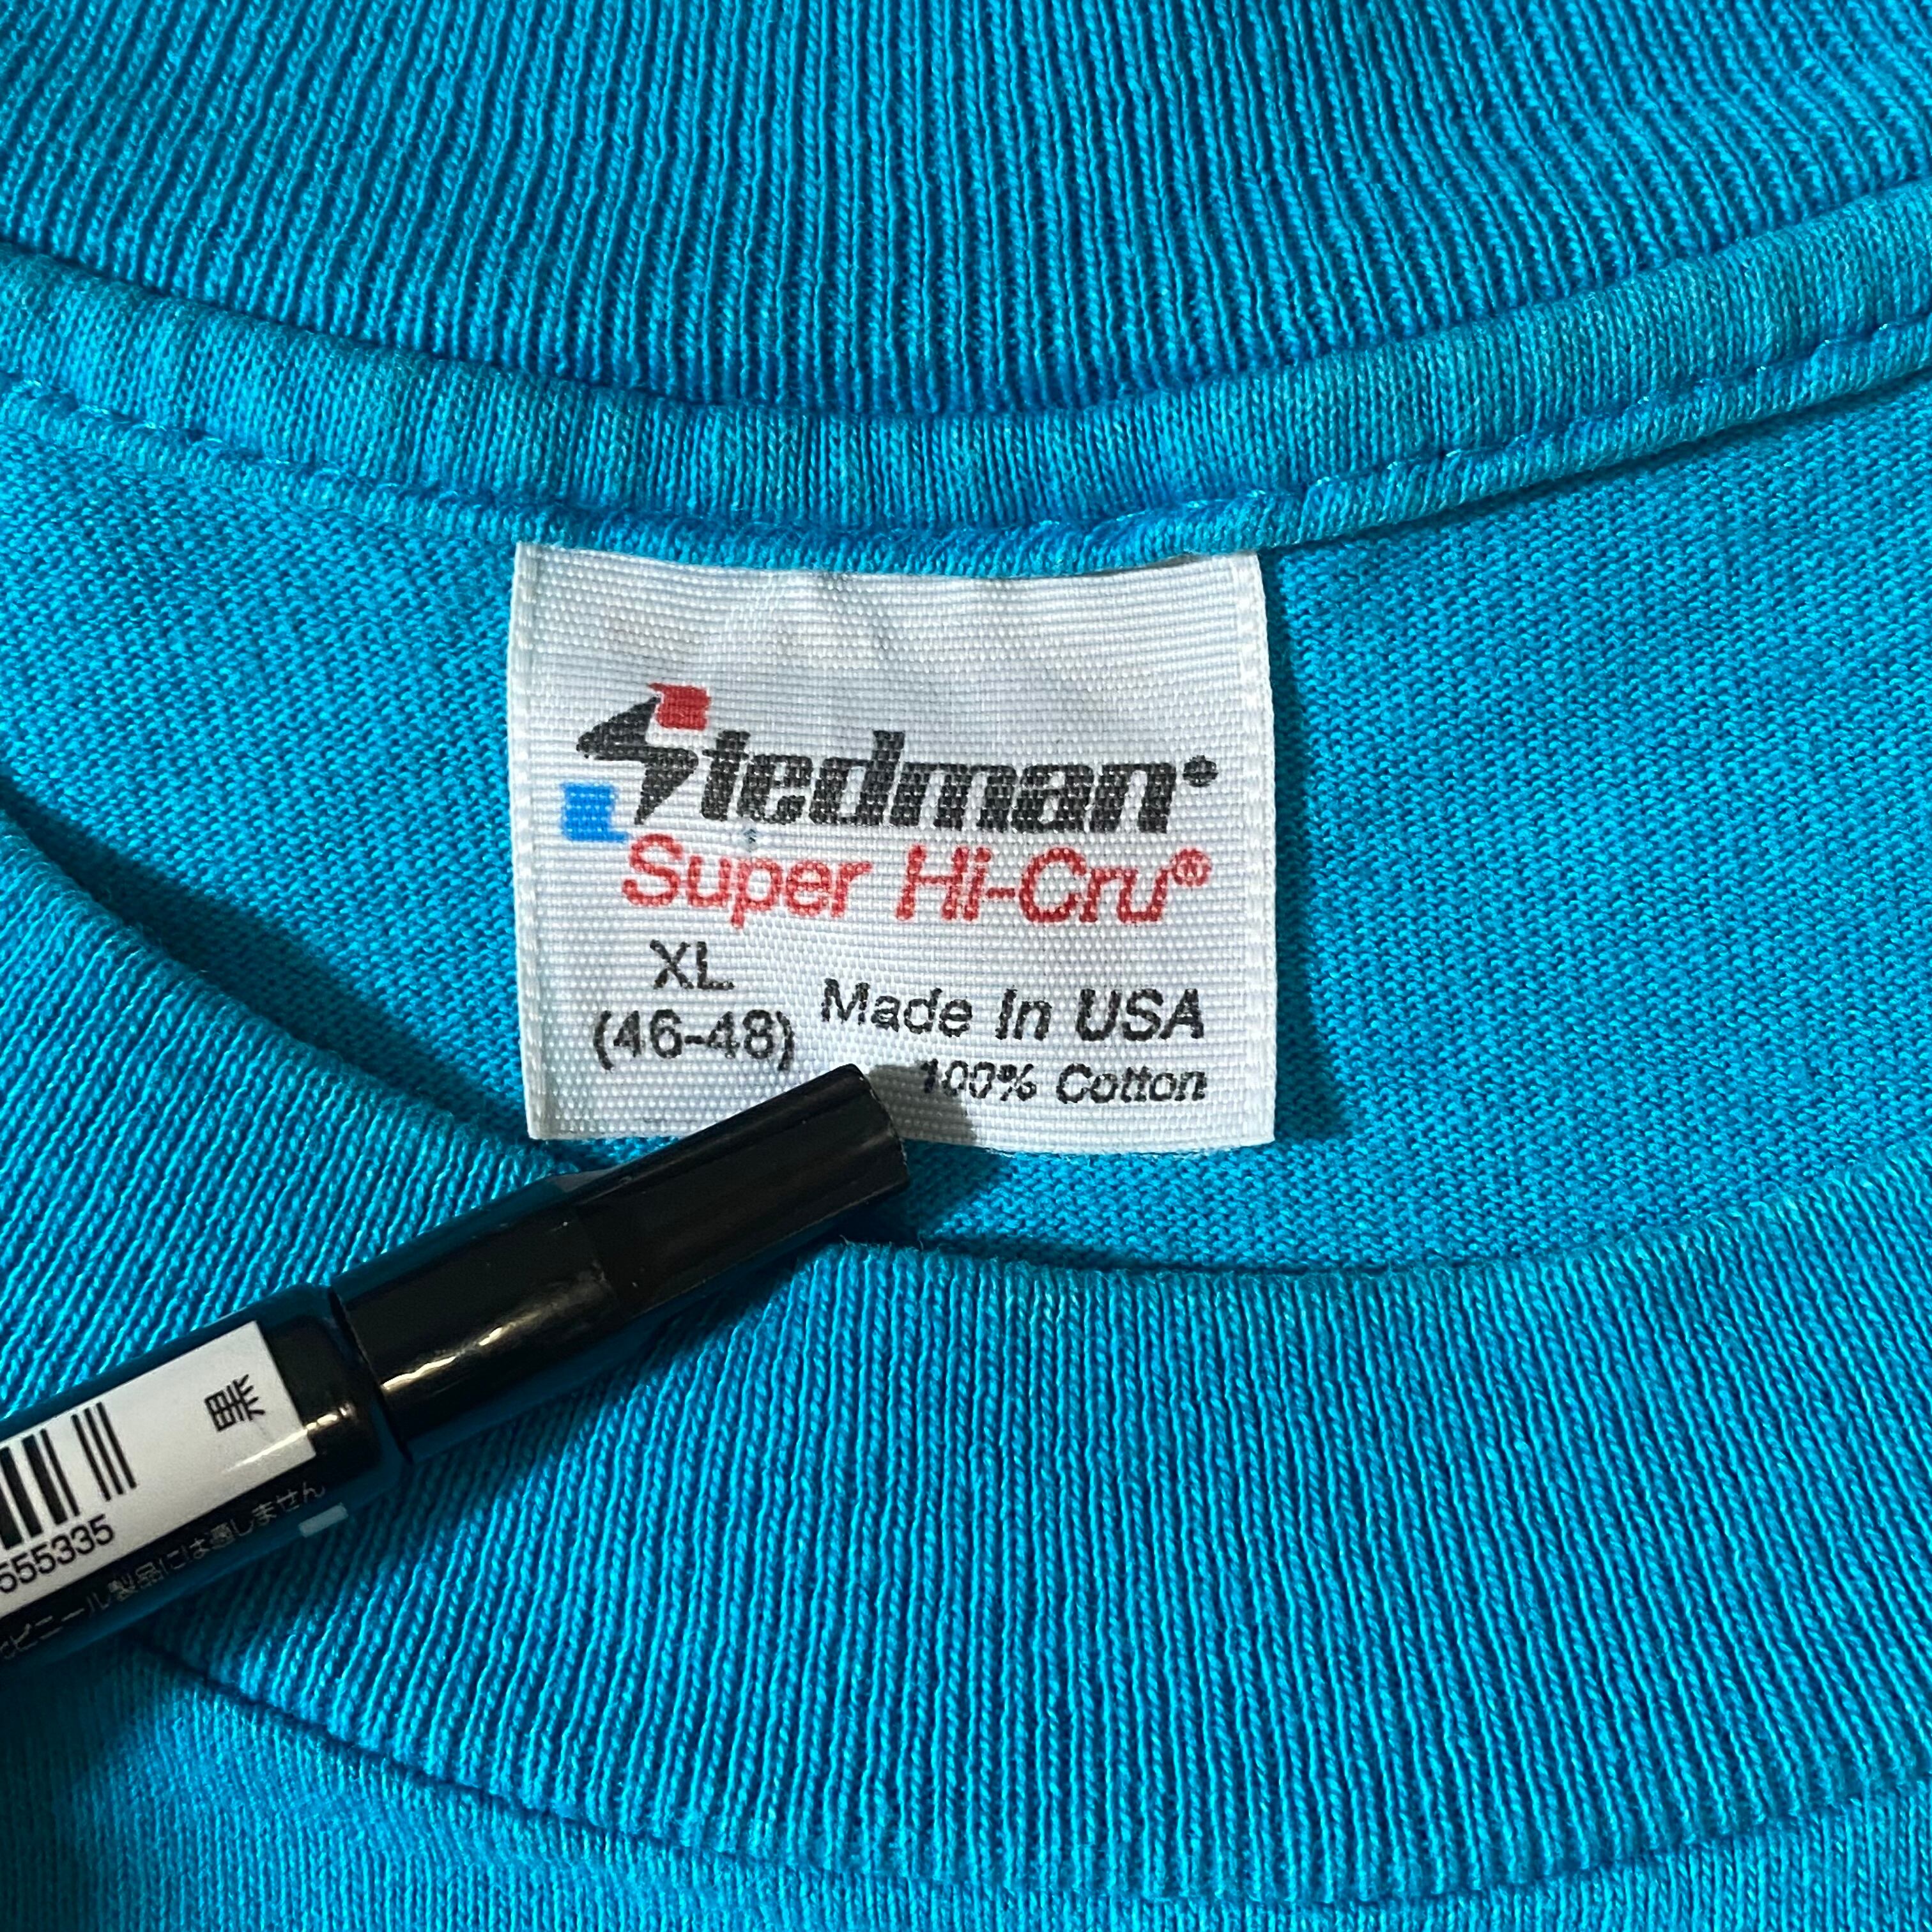 Stedman®
Super Hi-Cru®
XL
(46-48)
Made In USA
100% Cotton
黒
555335
ビニール製品には適しません